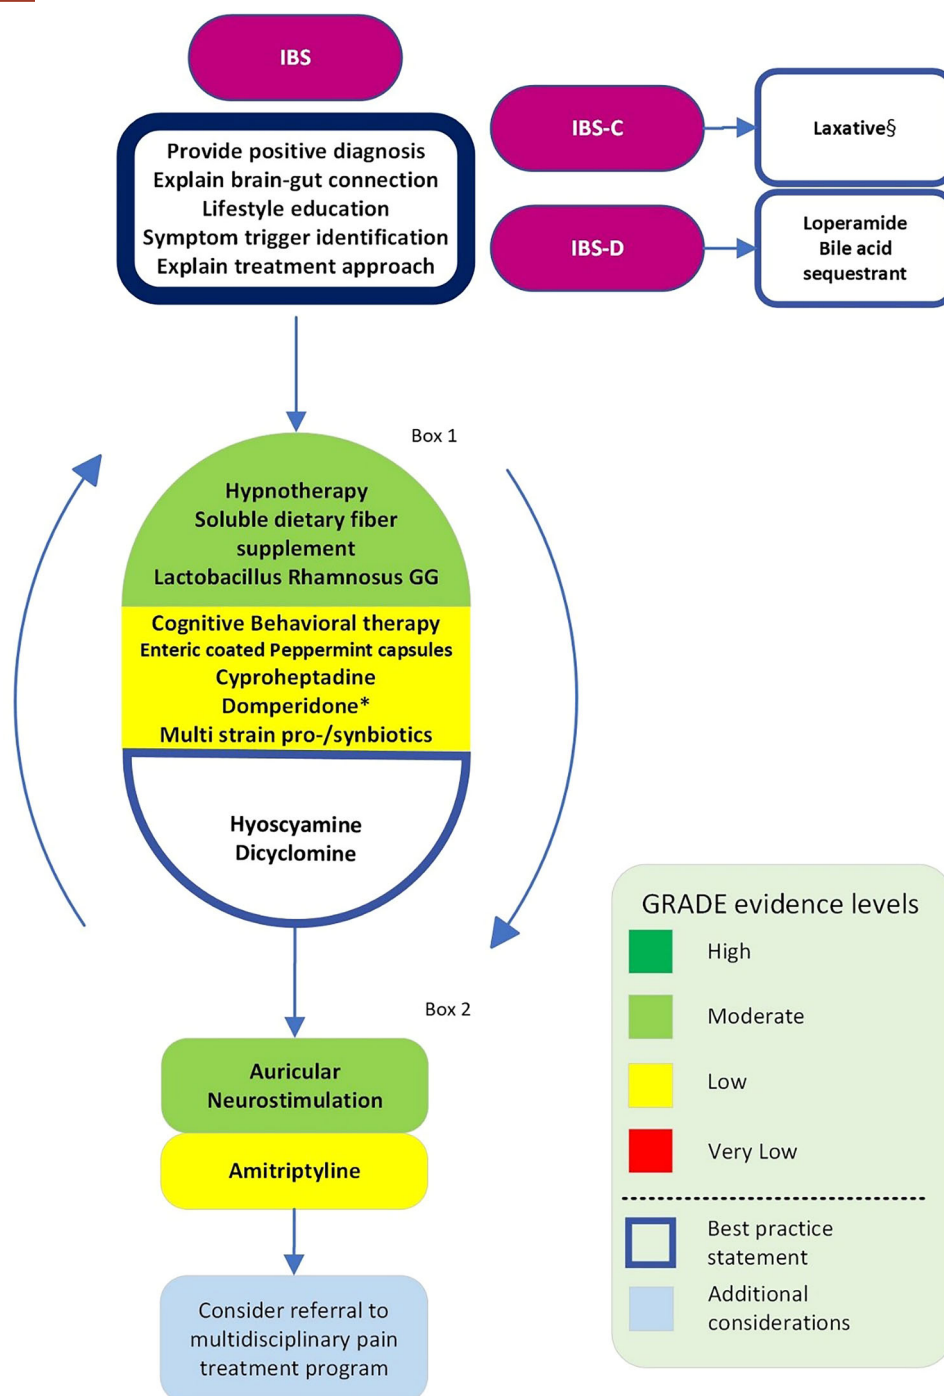 IBS
Provide positive diagnosis
Explain brain-gut connection
Lifestyle education
Symptom trigger identification
Explain treatment approach
IBS-C
Laxative§
IBS-D
Loperamide
Bile acid
sequestrant
Box 1
Hypnotherapy
Soluble dietary fiber
supplement
Lactobacillus Rhamnosus GG
Cognitive Behavioral therapy
Enteric coated Peppermint capsules
Cyproheptadine
Domperidone*
Multi strain pro-/synbiotics
Hyoscyamine
Dicyclomine
Box 2
Auricular
Neurostimulation
Amitriptyline
Consider referral to
multidisciplinary pain
treatment program
GRADE evidence levels
High
Moderate
Low
Very Low
Best practice
statement
Additional
considerations